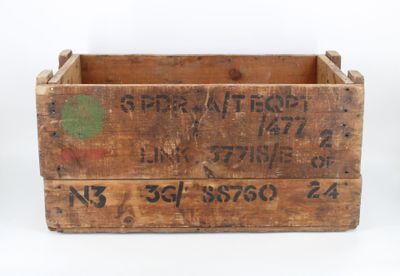 6 PDR. A/T EQPT
/477
2
LINK. 37718/B OF
N3 3G/ 88760 24